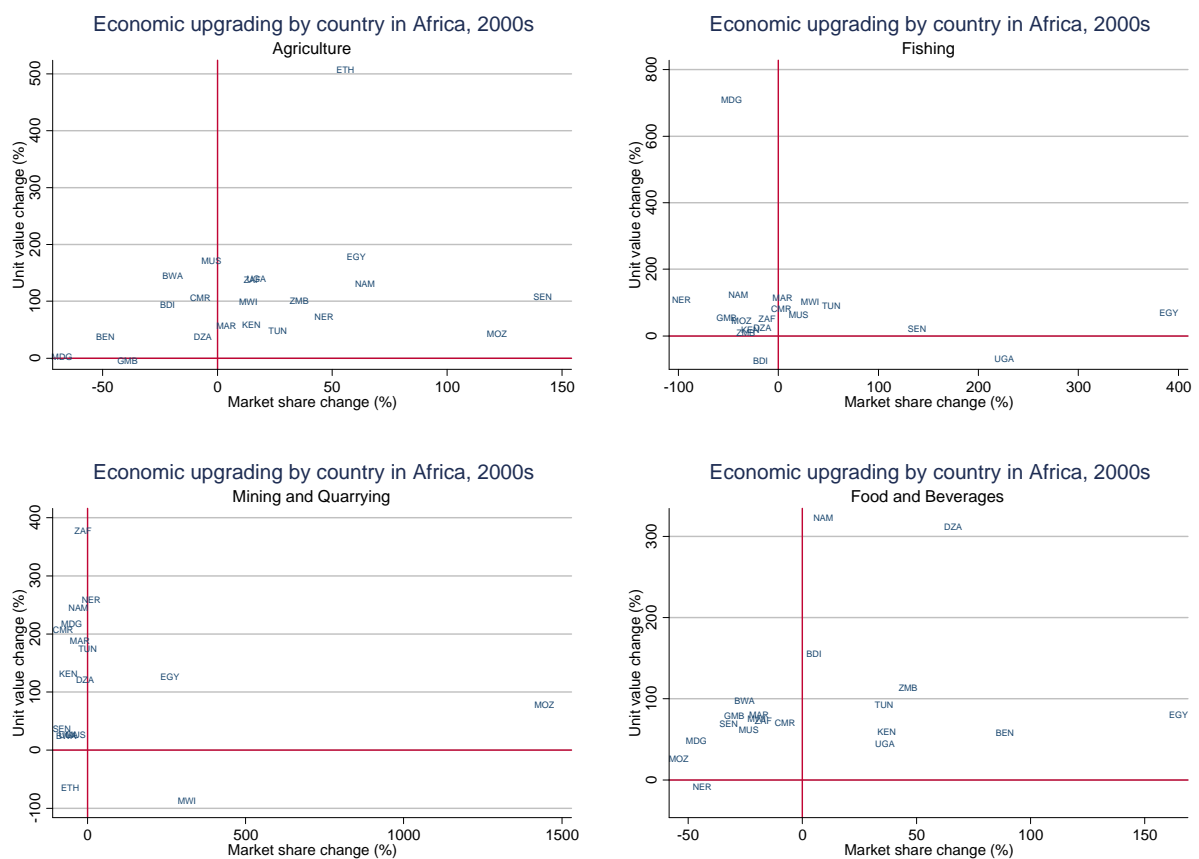 Economic upgrading by country in Africa, 2000s
Agriculture
Unit value change (%)
500
400
300
200
100
0
ETH
MUS
EGY
BWA
ZAF
UGA
NAM
BDI
CMR
MWI
ZMB
SEN
NER
MAR
KEN
TUN
BEN
DZA
MOZ
MDG
GMB
-50
0
50
100
150
Market share change (%)
Economic upgrading by country in Africa, 2000s
Fishing
Unit value change (%)
800
600
400
200
0
MDG
NER
NAM
MAR
MWI
TUN
CMR
MUS
EGY
GMB
MOZ
ZAF
KEN
DZA
ZMB
SEN
BDI
UGA
-100
0
100
200
300
400
Market share change (%)
Economic upgrading by country in Africa, 2000s
Mining and Quarrying
Unit value change (%)
400
300
200
100
0
-100
ZAF
NER
NAM
MDG
CMR
MAR
TUN
KEN
DZA
EGY
MOZ
SEN
BWA
MUS
ETH
MWI
0
500
1000
1500
Market share change (%)
Economic upgrading by country in Africa, 2000s
Food and Beverages
Unit value change (%)
300
200
100
0
NAM
DZA
BDI
ZMB
BWA
TUN
GMB
MAR
MWI
EGY
SEN
ZAF
CMR
MUS
KEN
BEN
MDG
UGA
MOZ
NER
-50
0
50
100
150
Market share change (%)